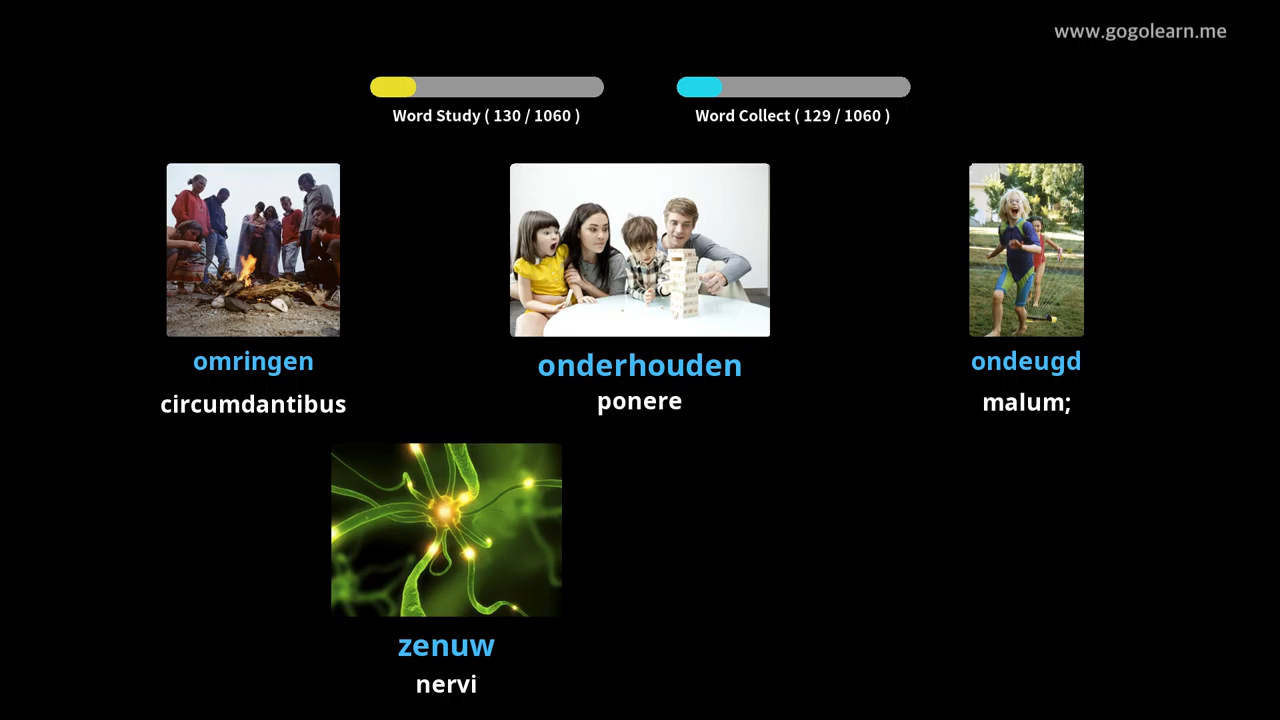 www.gogolearn.me
Word Study ( 130 / 1060 )
Word Collect ( 129 / 1060 )
omringen
circumdantibus
onderhouden
ponere
ondeugd
malum;
zenuw
nervi